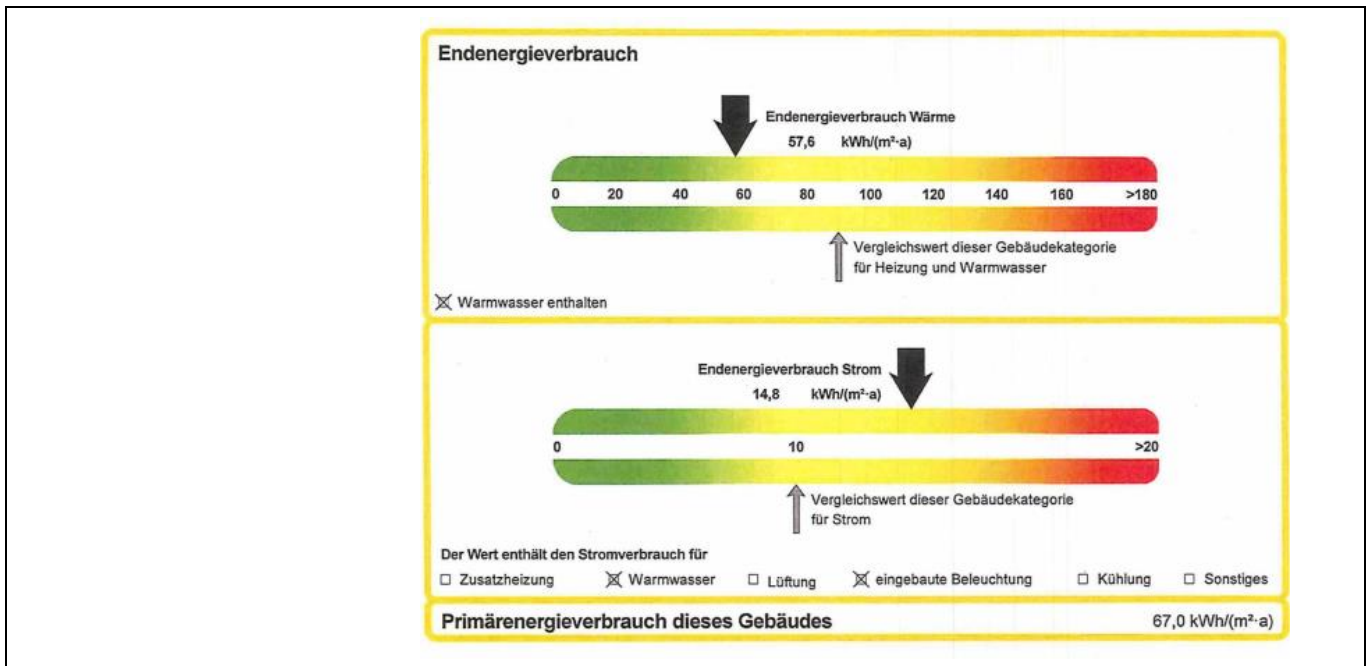 Endenergieverbrauch
Endenergieverbrauch Wärme
57,6 kWh/(m²·a)
0 20 40 60 80 100 120 140 160 >180
Vergleichswert dieser Gebäudekategorie
für Heizung und Warmwasser
☒ Warmwasser enthalten
Endenergieverbrauch Strom
14,8 kWh/(m²·a)
0 10 >20
Vergleichswert dieser Gebäudekategorie
für Strom
Der Wert enthält den Stromverbrauch für
☐ Zusatzheizung ☒ Warmwasser ☐ Lüftung ☒ eingebaute Beleuchtung ☐ Kühlung ☐ Sonstiges
Primärenergieverbrauch dieses Gebäudes 67,0 kWh/(m²·a)